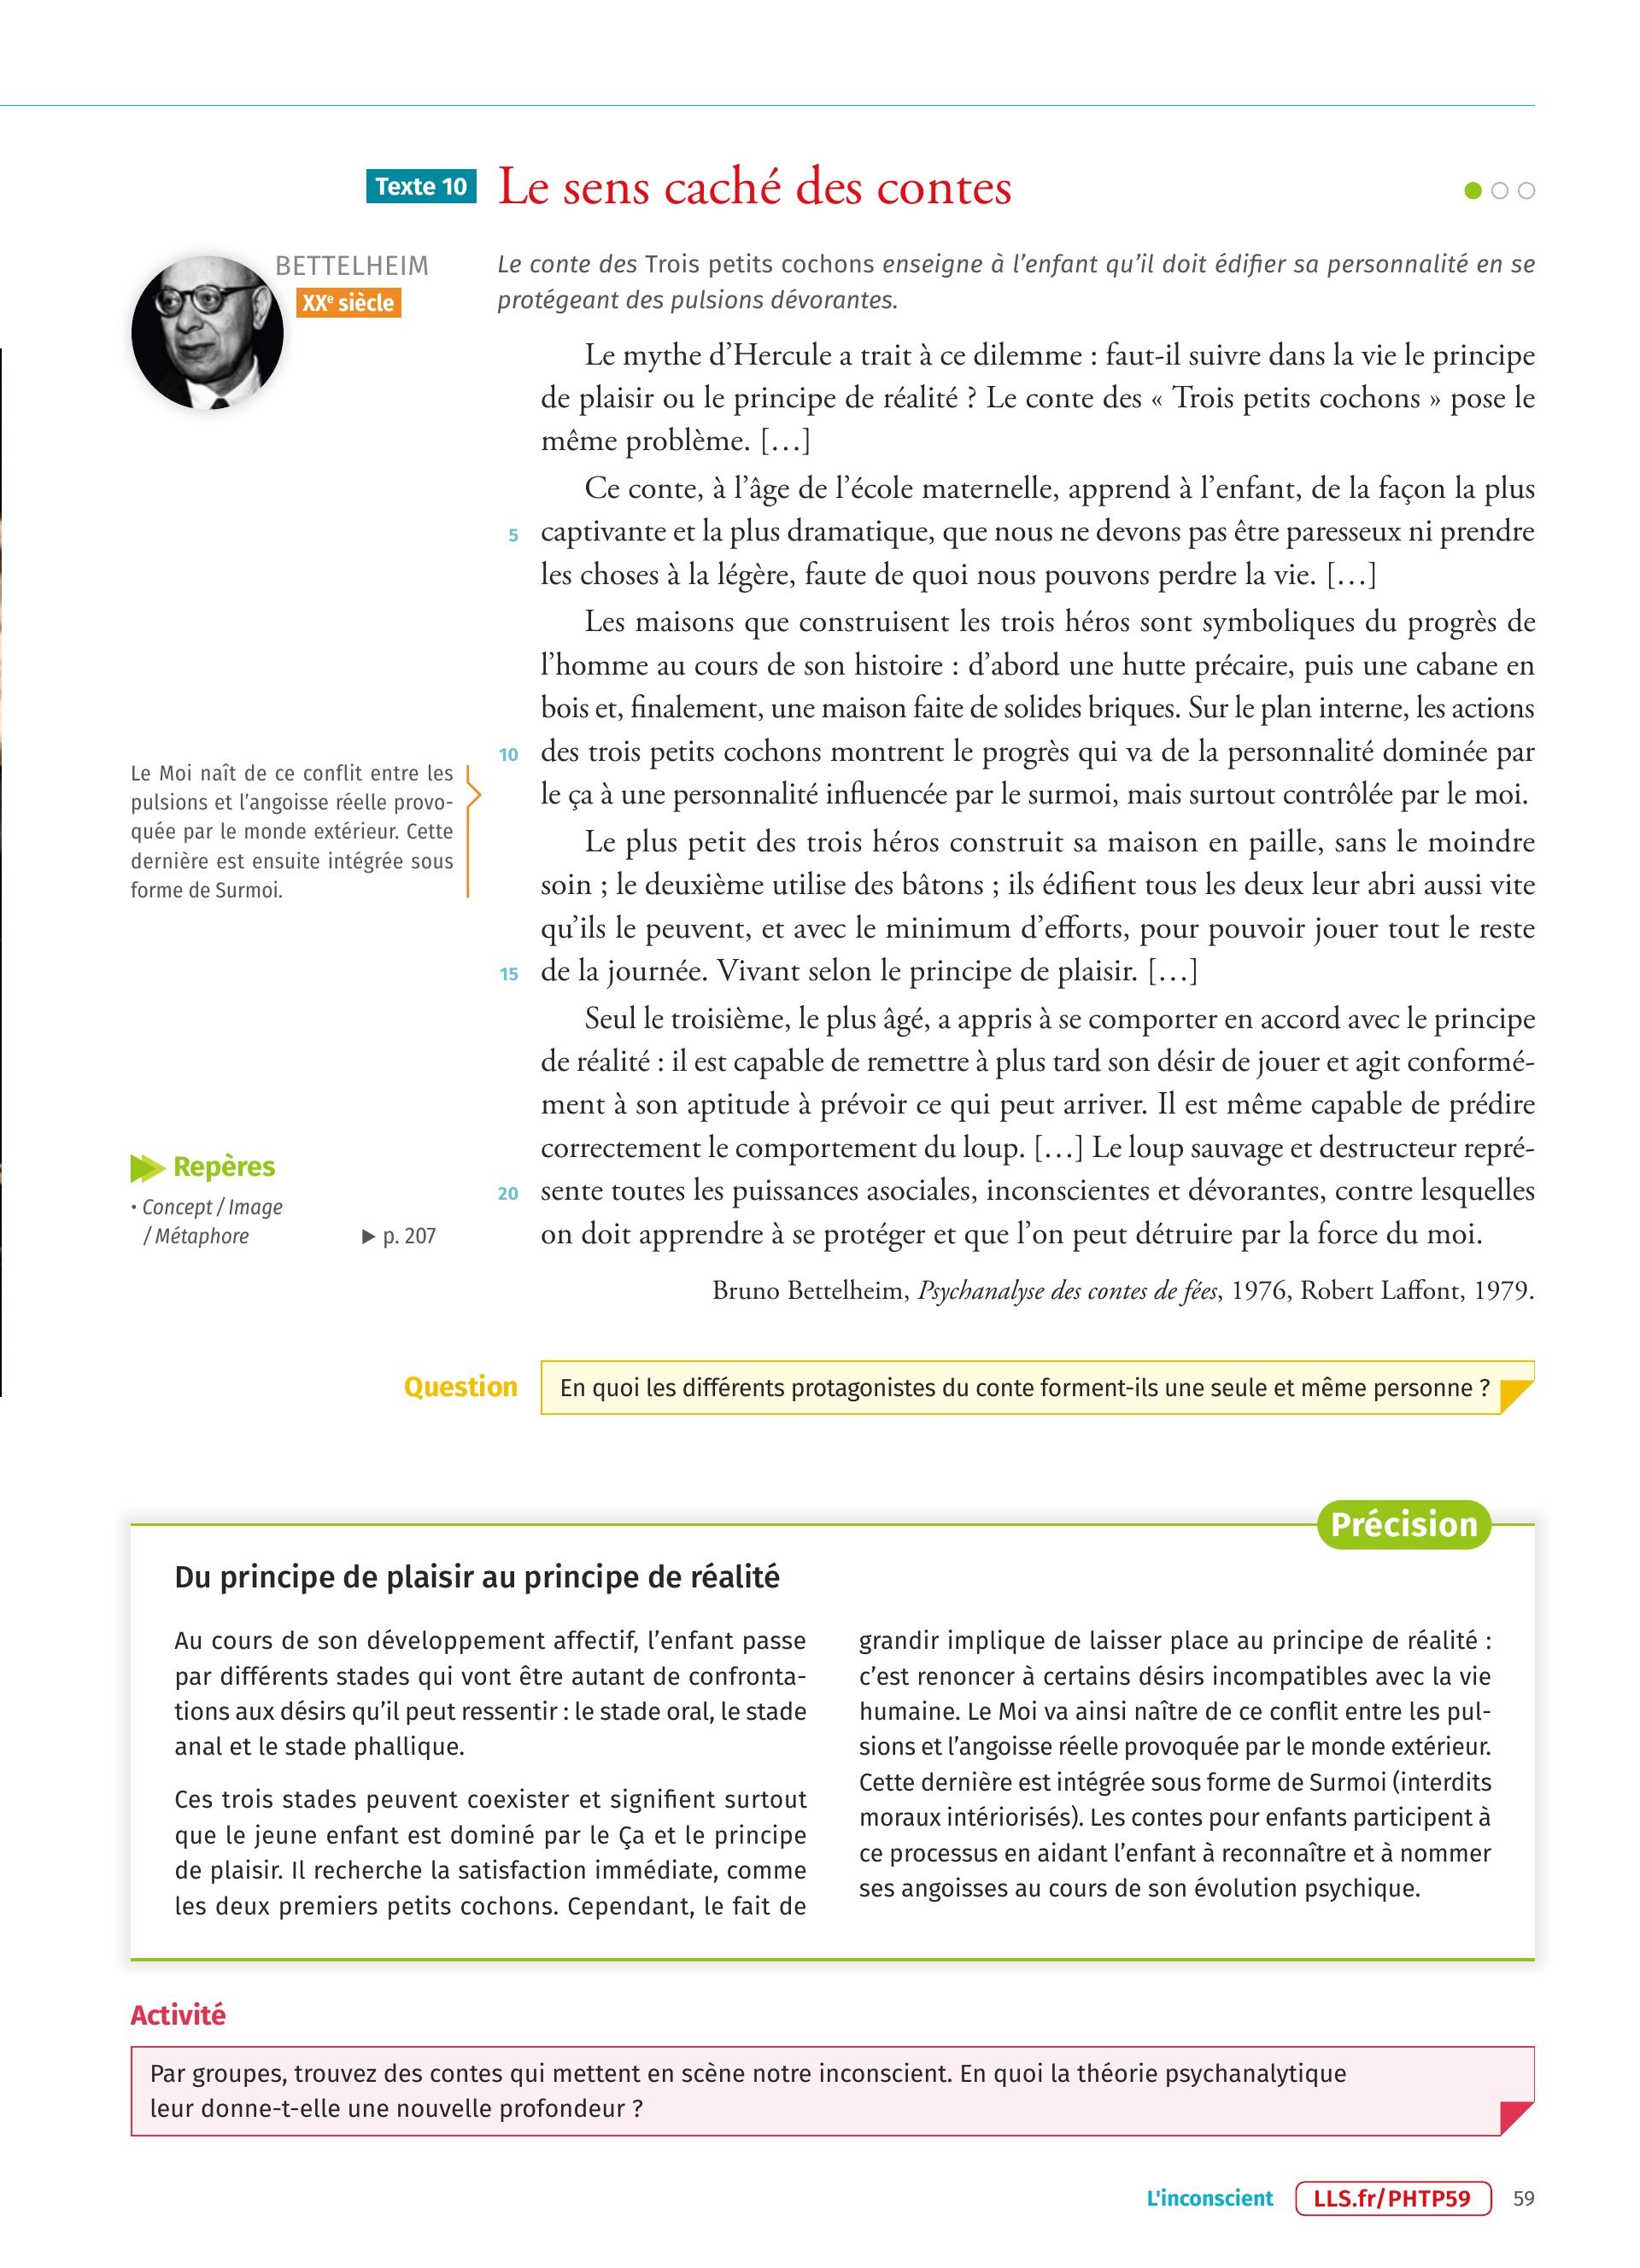 Texte 10 Le sens caché des contes
BETTELHEIM
XXe siècle
Le conte des Trois petits cochons enseigne à l'enfant qu'il doit édifier sa personnalité en se
protégeant des pulsions dévorantes.
Le mythe d'Hercule a trait à ce dilemme : faut-il suivre dans la vie le principe
de plaisir ou le principe de réalité ? Le conte des « Trois petits cochons » pose le
même problème. […]
Ce conte, à l'âge de l'école maternelle, apprend à l'enfant, de la façon la plus
5 captivante et la plus dramatique, que nous ne devons pas être paresseux ni prendre
les choses à la légère, faute de quoi nous pouvons perdre la vie. […]
Les maisons que construisent les trois héros sont symboliques du progrès de
l'homme au cours de son histoire : d'abord une hutte précaire, puis une cabane en
bois et, finalement, une maison faite de solides briques. Sur le plan interne, les actions
10 des trois petits cochons montrent le progrès qui va de la personnalité dominée par
le ça à une personnalité influencée par le surmoi, mais surtout contrôlée par le moi.
Le plus petit des trois héros construit sa maison en paille, sans le moindre
soin ; le deuxième utilise des bâtons ; ils édifient tous les deux leur abri aussi vite
qu'ils le peuvent, et avec le minimum d'efforts, pour pouvoir jouer tout le reste
15 de la journée. Vivant selon le principe de plaisir. […]
Seul le troisième, le plus âgé, a appris à se comporter en accord avec le principe
de réalité : il est capable de remettre à plus tard son désir de jouer et agit conformé-
ment à son aptitude à prévoir ce qui peut arriver. Il est même capable de prédire
correctement le comportement du loup. […] Le loup sauvage et destructeur repré-
20 sente toutes les puissances asociales, inconscientes et dévorantes, contre lesquelles
on doit apprendre à se protéger et que l'on peut détruire par la force du moi.
Bruno Bettelheim, Psychanalyse des contes de fées, 1976, Robert Laffont, 1979.
Le Moi naît de ce conflit entre les
pulsions et l'angoisse réelle provo-
quée par le monde extérieur. Cette
dernière est ensuite intégrée sous
forme de Surmoi.
Repères
• Concept / Image
/ Métaphore ▶ p. 207
Question En quoi les différents protagonistes du conte forment-ils une seule et même personne ?
Précision
Du principe de plaisir au principe de réalité
Au cours de son développement affectif, l'enfant passe
par différents stades qui vont être autant de confronta-
tions aux désirs qu'il peut ressentir : le stade oral, le stade
anal et le stade phallique.
Ces trois stades peuvent coexister et signifient surtout
que le jeune enfant est dominé par le Ça et le principe
de plaisir. Il recherche la satisfaction immédiate, comme
les deux premiers petits cochons. Cependant, le fait de
grandir implique de laisser place au principe de réalité :
c'est renoncer à certains désirs incompatibles avec la vie
humaine. Le Moi va ainsi naître de ce conflit entre les pul-
sions et l'angoisse réelle provoquée par le monde extérieur.
Cette dernière est intégrée sous forme de Surmoi (interdits
moraux intériorisés). Les contes pour enfants participent à
ce processus en aidant l'enfant à reconnaître et à nommer
ses angoisses au cours de son évolution psychique.
Activité
Par groupes, trouvez des contes qui mettent en scène notre inconscient. En quoi la théorie psychanalytique
leur donne-t-elle une nouvelle profondeur ?
L'inconscient LLS.fr/PHTP59 59